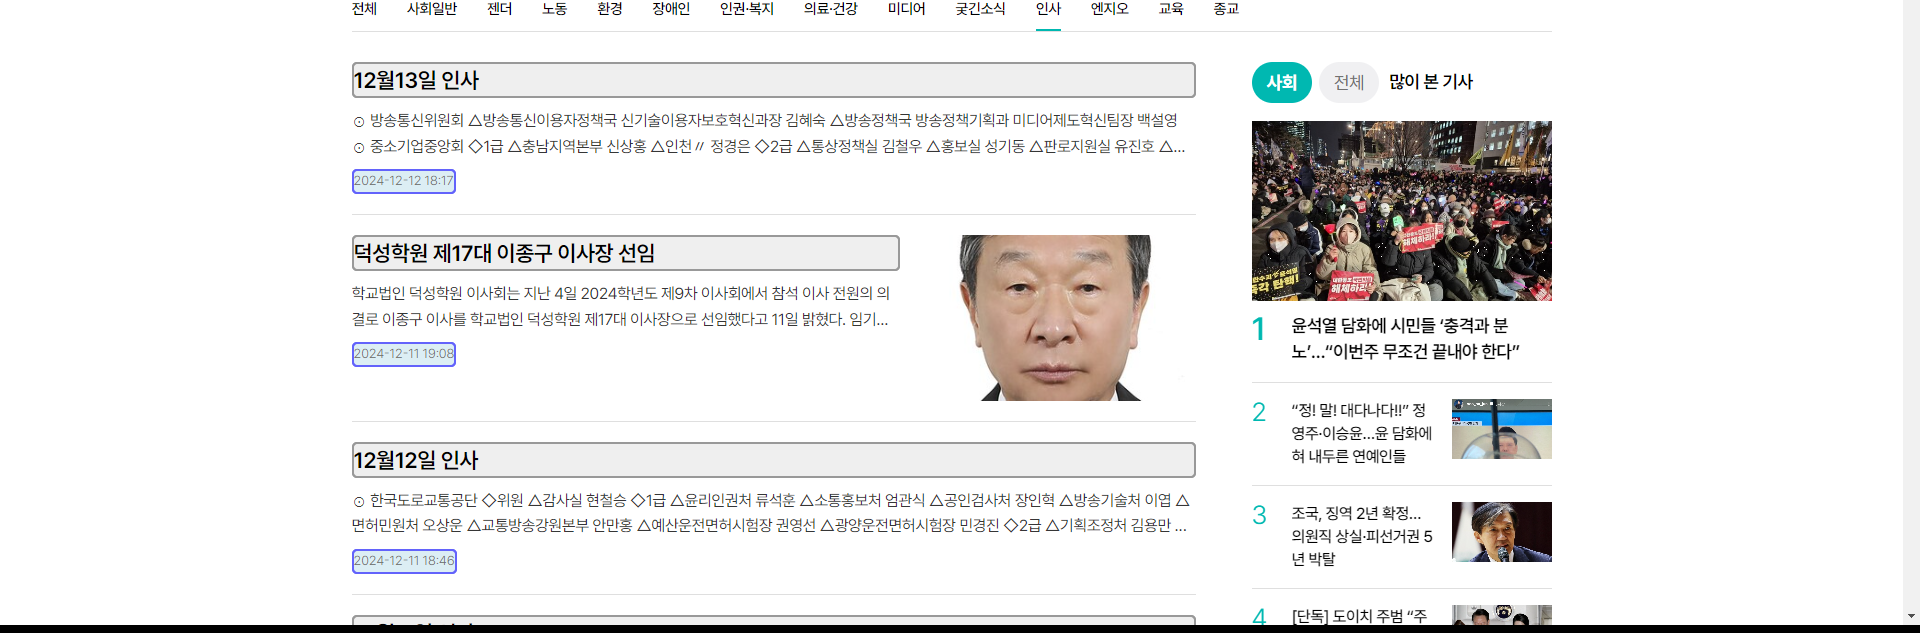 전체 사회일반 젠더 노동 환경 장애인 인권·복지 의료·건강 미디어 궂긴소식 인사 엔지오 교육 종교
12월13일 인사
⊙ 방송통신위원회 △방송통신이용자정책국 신기술이용자보호혁신과장 김혜숙 △방송정책국 방송정책기획과 미디어제도혁신팀장 백설영
⊙ 중소기업중앙회 ◇1급 △충남지역본부 신상홍 △인천〃 정경은 ◇2급 △통상정책실 김철우 △홍보실 성기동 △판로지원실 유진호 △...
2024-12-12 18:17
덕성학원 제17대 이종구 이사장 선임
학교법인 덕성학원 이사회는 지난 4일 2024학년도 제9차 이사회에서 참석 이사 전원의 의
결로 이종구 이사를 학교법인 덕성학원 제17대 이사장으로 선임했다고 11일 밝혔다. 임기...
2024-12-11 19:08
12월12일 인사
⊙ 한국도로교통공단 ◇위원 △감사실 현철승 ◇1급 △윤리인권처 류석훈 △소통홍보처 엄관식 △공인검사처 장인혁 △방송기술처 이엽 △
면허민원처 오상운 △교통방송강원본부 안만홍 △예산운전면허시험장 권영선 △광양운전면허시험장 민경진 ◇2급 △기획조정처 김용만 ...
2024-12-11 18:46
사회 전체 많이 본 기사
해체하라!
해체하라!
1 윤석열 담화에 시민들 ‘충격과 분
노’...“이번주 무조건 끝내야 한다”
2 “정! 말! 대다나다!!” 정
영주·이승윤...윤 담화에
혀 내두른 연예인들
3 조국, 징역 2년 확정...
의원직 상실·피선거권 5
년 박탈
4 [단독] 도이치 주범 “주